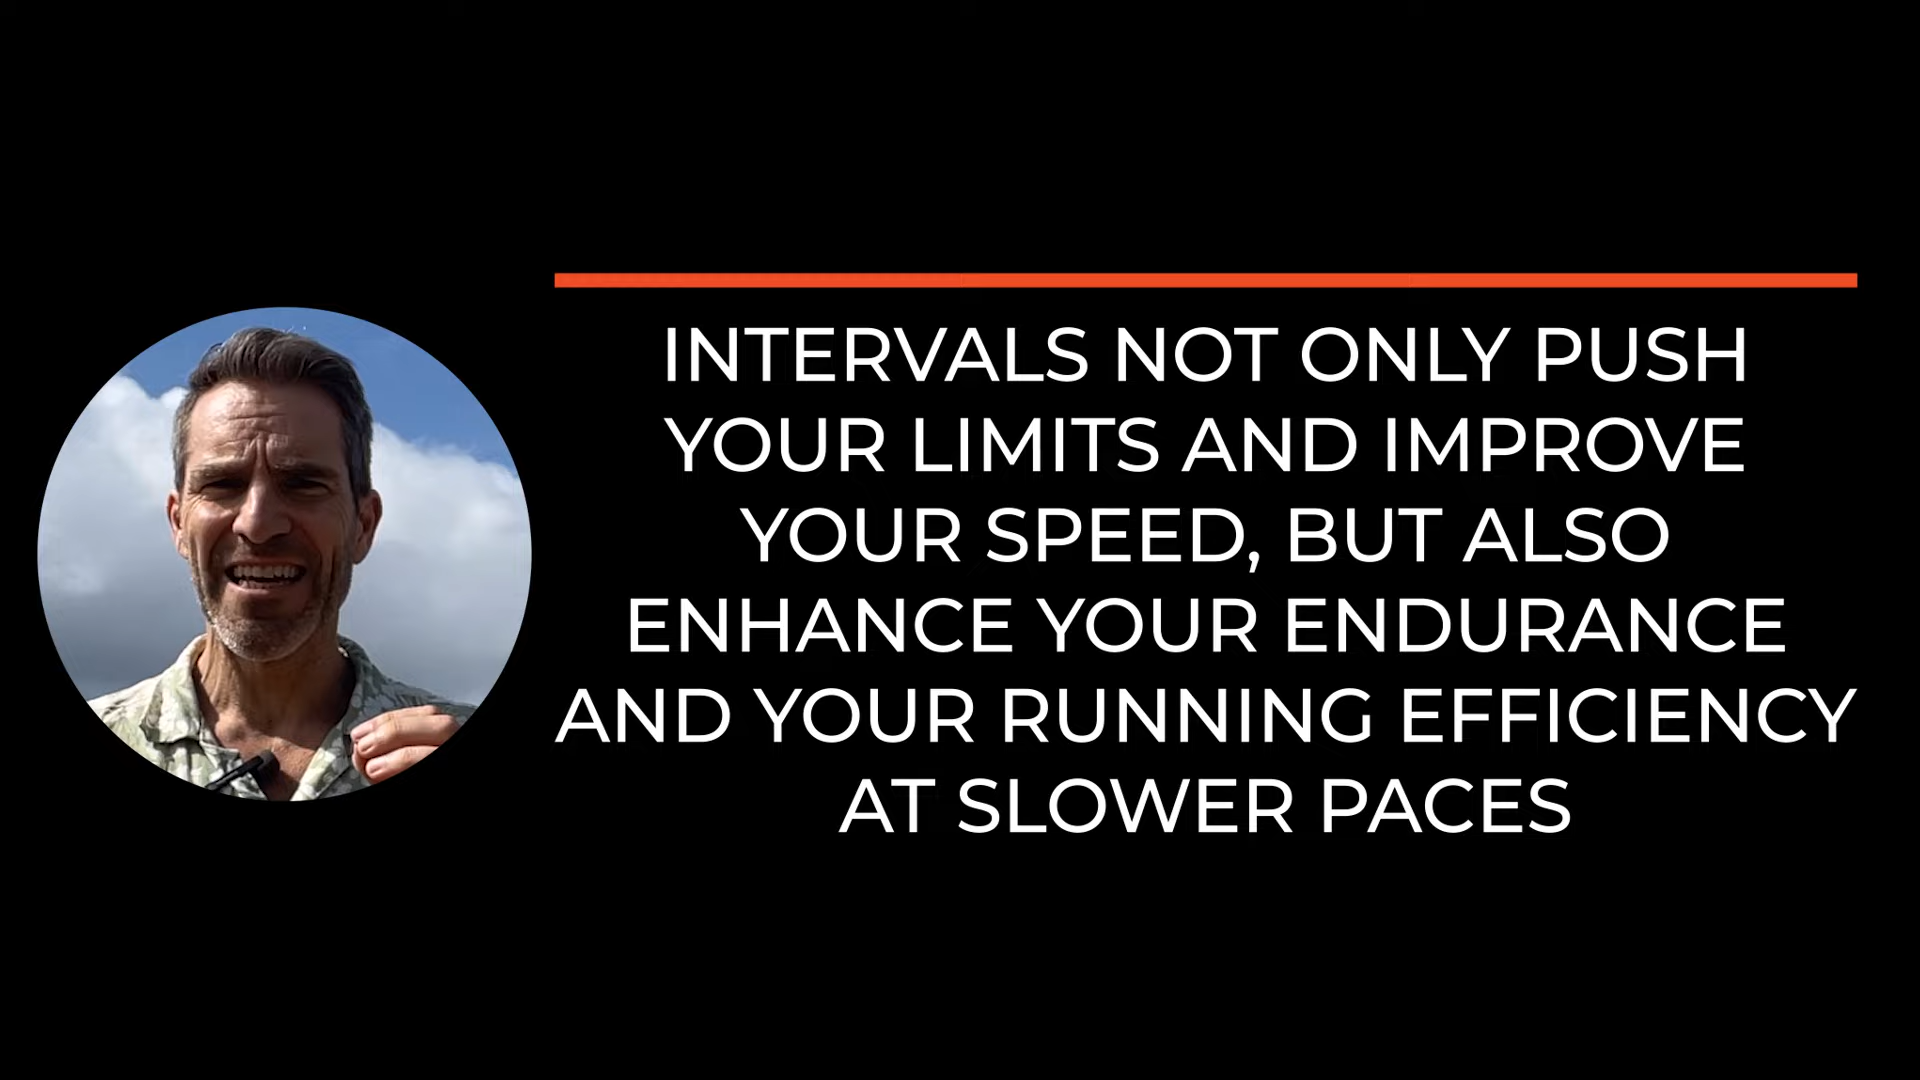 INTERVALS NOT ONLY PUSH
YOUR LIMITS AND IMPROVE
YOUR SPEED, BUT ALSO
ENHANCE YOUR ENDURANCE
AND YOUR RUNNING EFFICIENCY
AT SLOWER PACES